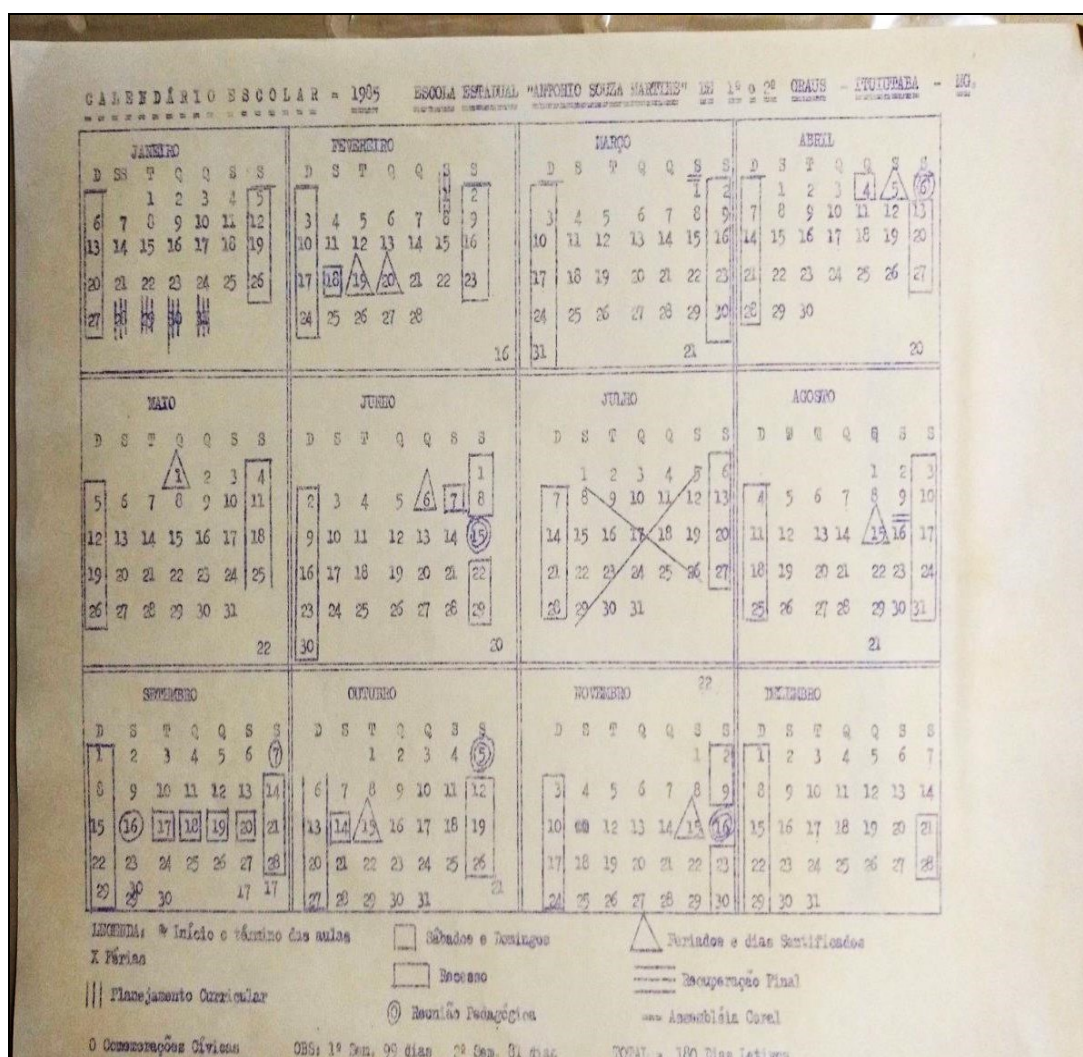 CALENDÁRIO ESCOLAR = 1985 ESCOLA ESTADUAL "ANTONIO SOUZA MARTINS" DE 1º e 2º GRAUS - ITUIUTABA - MG.
JANEIRO FEVEREIRO MARÇO ABRIL
D SS T Q Q S S D S T Q Q S S D S T Q Q S S D S T Q Q S S
1 2 3 4 5 1 2 1 2 1 2 3 4 5 6
6 7 8 9 10 11 12 3 4 5 6 7 8 9 3 4 5 6 7 8 9 7 8 9 10 11 12 13
13 14 15 16 17 18 19 10 11 12 13 14 15 16 10 11 12 13 14 15 16 14 15 16 17 18 19 20
20 21 22 23 24 25 26 17 18 19 20 21 22 23 17 18 19 20 21 22 23 21 22 23 24 25 26 27
27 28 29 30 31 24 25 26 27 28 24 25 26 27 28 29 30 28 29 30
16 31 21 20
MAIO JUNHO JULHO AGOSTO
D S T Q Q S S D S T Q Q S S D S T Q Q S S D Q S S
1 2 3 4 1 1 2 3 4 5 6 1 2 3
5 6 7 8 9 10 11 2 3 4 5 6 7 8 7 8 9 10 11 12 13 4 5 6 7 8 9 10
12 13 14 15 16 17 18 9 10 11 12 13 14 15 14 15 16 17 18 19 20 11 12 13 14 15 16 17
19 20 21 22 23 24 25 16 17 18 19 20 21 22 21 22 23 24 25 26 27 18 19 20 21 22 23 24
26 27 28 29 30 31 23 24 25 26 27 28 29 28 29 30 31 25 26 27 28 29 30 31
22 30 20 21
SETEMBRO OUTUBRO NOVEMBRO 22 DEZEMBRO
D S T Q Q S S D S T Q Q S S D S T Q Q S S D S T Q Q S S
1 2 3 4 5 6 7 1 2 3 4 5 1 2 1 2 3 4 5 6 7
8 9 10 11 12 13 14 6 7 8 9 10 11 12 3 4 5 6 7 8 9 8 9 10 11 12 13 14
15 16 17 18 19 20 21 13 14 15 16 17 18 19 10 12 13 14 15 16 15 16 17 18 19 20 21
22 23 24 25 26 27 28 20 21 22 23 24 25 26 17 18 19 20 21 22 23 22 23 24 25 26 27 28
29 30 17 17 27 28 29 30 31 21 24 25 26 27 28 29 30 29 30 31
LEGENDA: * Início e término das aulas Sábados e Domingos Feriados e dias Santificados
X Férias Recesso Recuperação Final
Planejamento Curricular Reunião Pedagógica Assembléia Geral
O Comemorações Cívicas OBS: 1º Sem. 99 dias 2º Sem. 81 dias TOTAL = 180 Dias Letivos